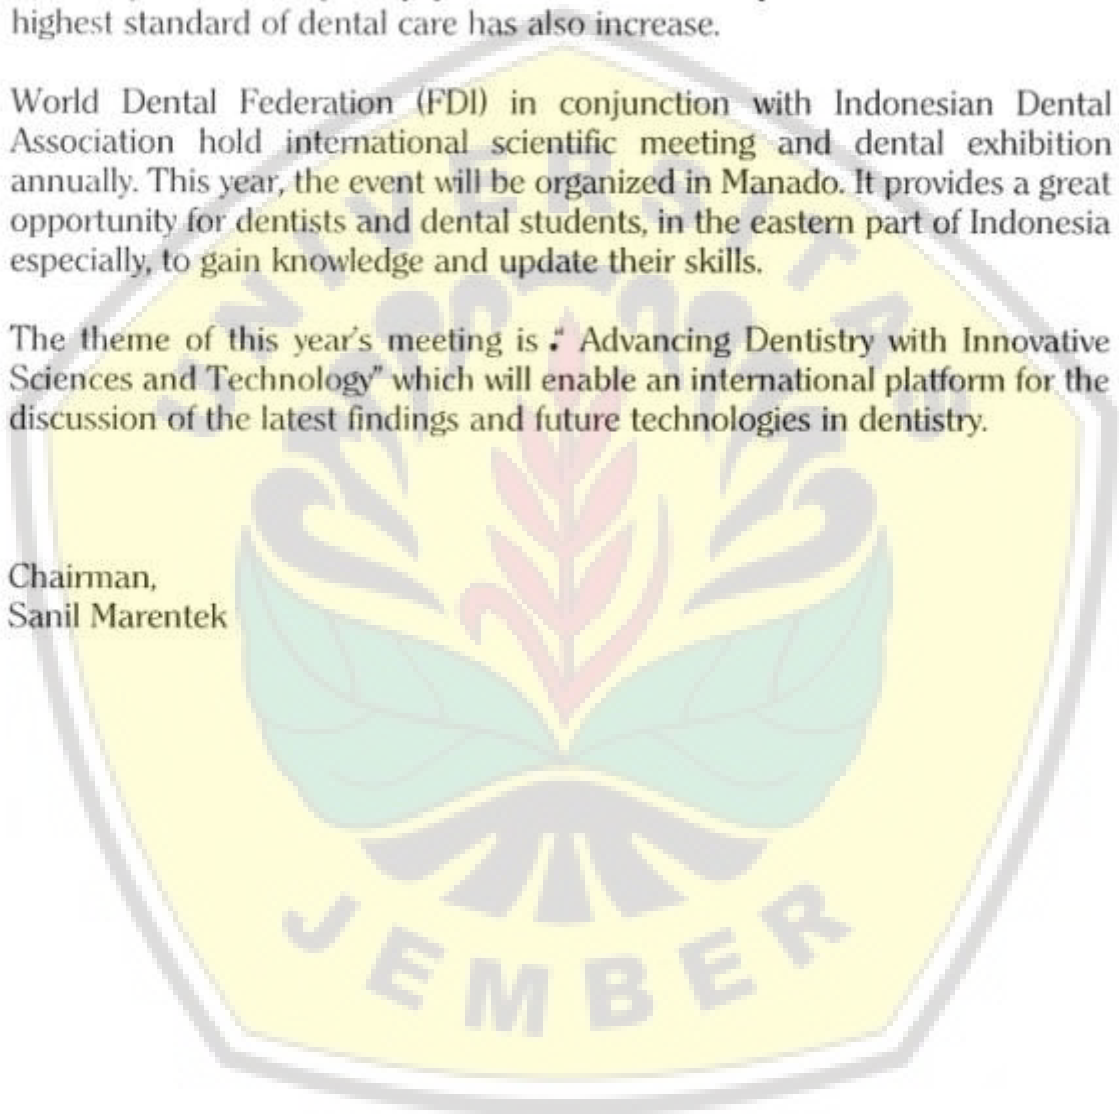 highest standard of dental care has also increase.
World Dental Federation (FDI) in conjunction with Indonesian Dental
Association hold international scientific meeting and dental exhibition
annually. This year, the event will be organized in Manado. It provides a great
opportunity for dentists and dental students, in the eastern part of Indonesia
especially, to gain knowledge and update their skills.
The theme of this year's meeting is :" Advancing Dentistry with Innovative
Sciences and Technology" which will enable an international platform for the
discussion of the latest findings and future technologies in dentistry.
Chairman,
Sanil Marentek
UNIVERSITAS
JEMBER